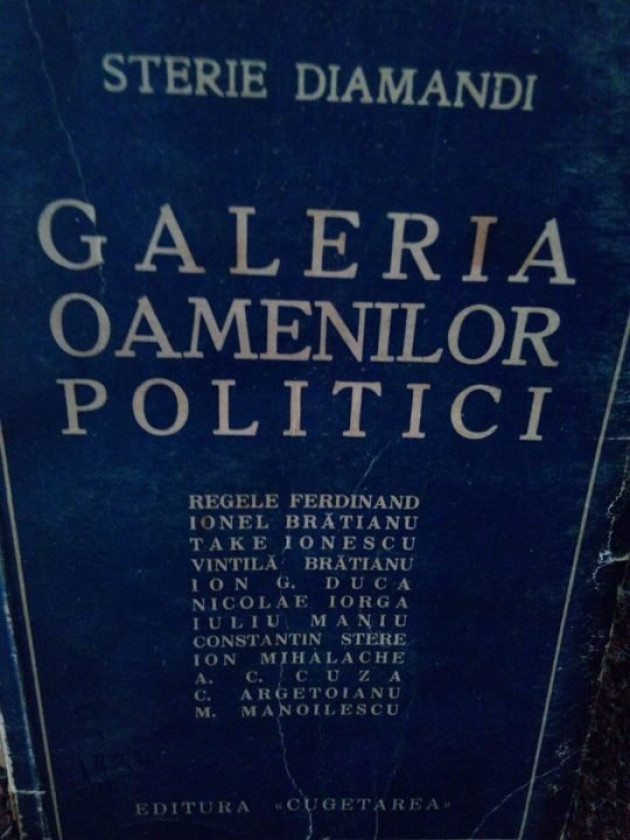 STERIE DIAMANDI
GALERIA
OAMENILOR
POLITICI
REGELE FERDINAND
IONEL BRĂTIANU
TAKE IONESCU
VINTILĂ BRĂTIANU
ION G. DUCA
NICOLAE IORGA
IULIU MANIU
CONSTANTIN STERE
ION MIHALACHE
A. C. CUZA
C. ARGETOIANU
M. MANOILESCU
EDITURA «CUGETAREA»